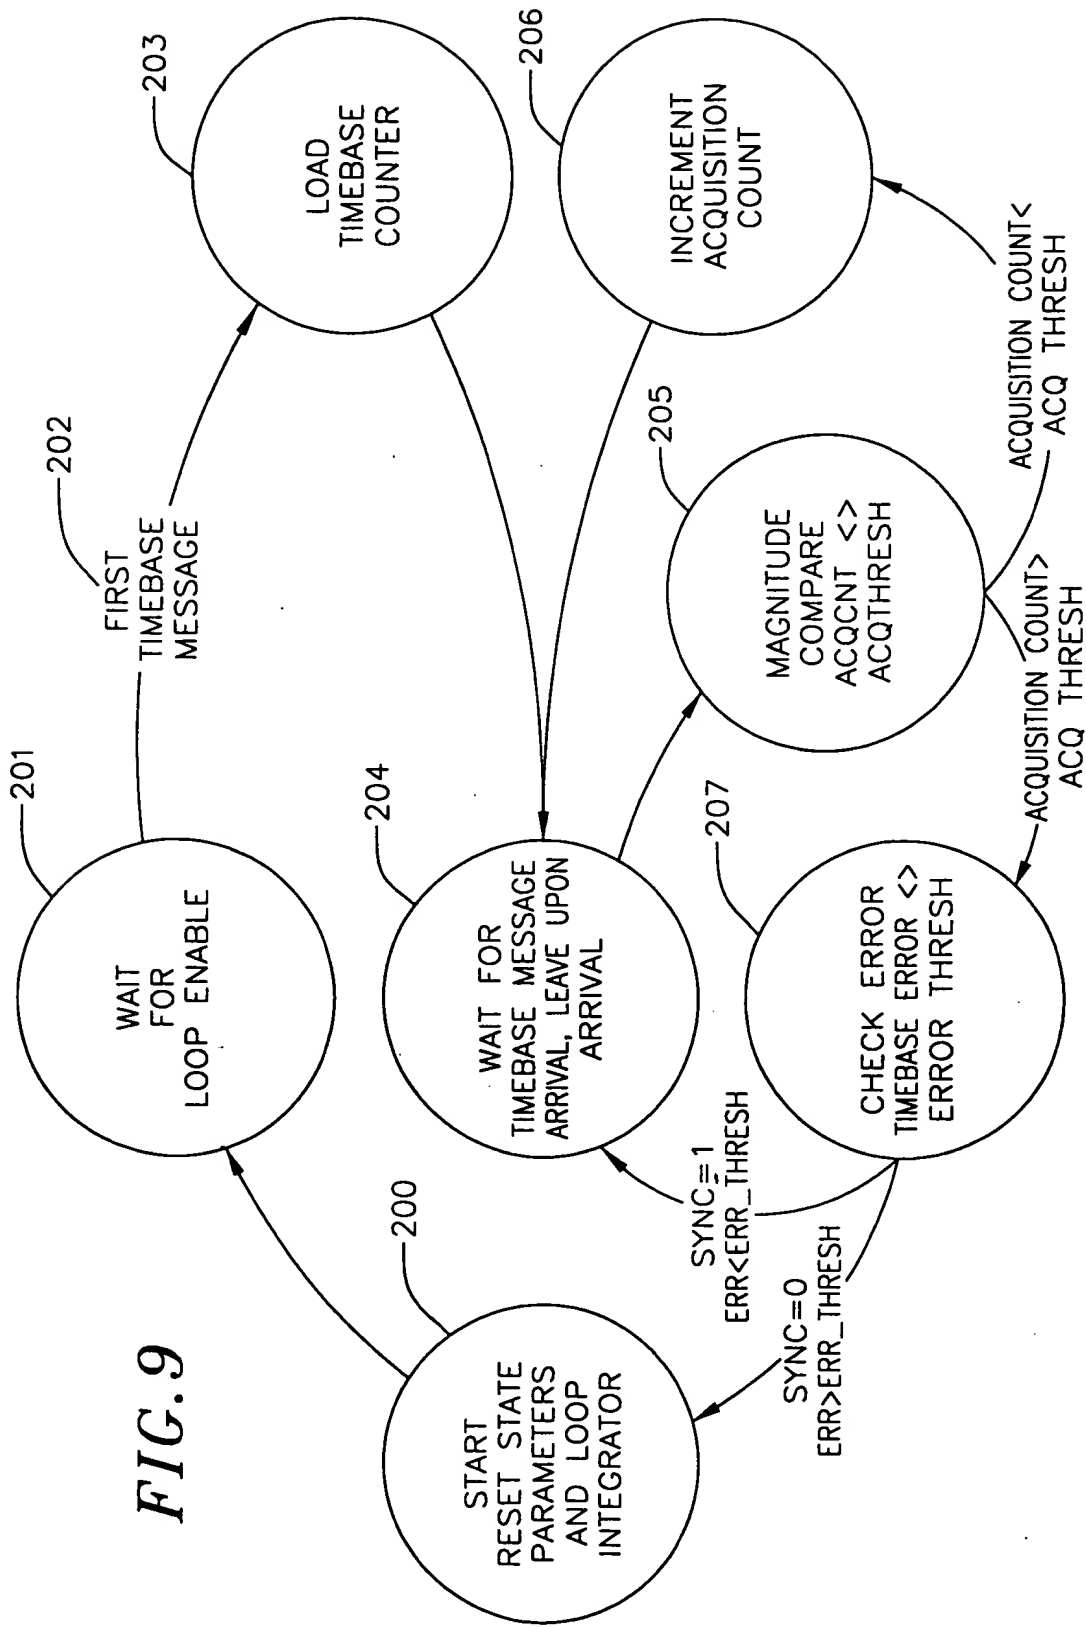 FIG.9
201
WAIT
FOR
LOOP ENABLE
202
FIRST
TIMEBASE
MESSAGE
203
LOAD
TIMEBASE
COUNTER
200
START
RESET STATE
PARAMETERS
AND LOOP
INTEGRATOR
204
WAIT FOR
TIMEBASE MESSAGE
ARRIVAL, LEAVE UPON
ARRIVAL
206
INCREMENT
ACQUISITION
COUNT
205
MAGNITUDE
COMPARE
ACQCNT <>
ACQTHRESH
207
CHECK ERROR
TIMEBASE ERROR <>
ERROR THRESH
SYNC=1
ERR<ERR_THRESH
SYNC=0
ERR>ERR_THRESH
ACQUISITION COUNT>
ACQ THRESH
ACQUISITION COUNT<
ACQ THRESH